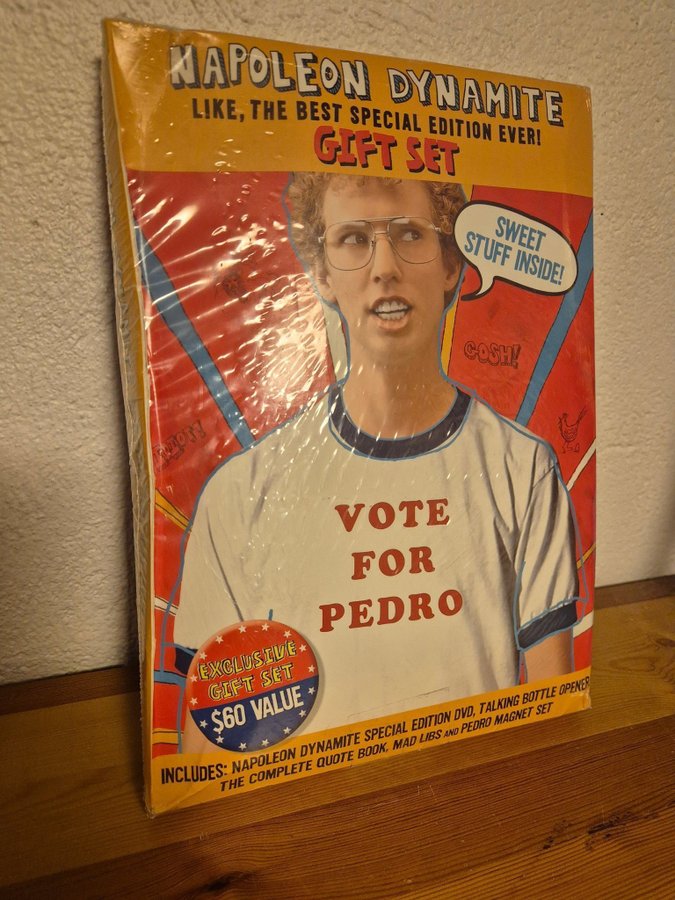 NAPOLEON DYNAMITE
LIKE, THE BEST SPECIAL EDITION EVER!
GIFT SET
SWEET
STUFF INSIDE!
GOSH!
VOTE
FOR
PEDRO
EXCLUSIVE
GIFT SET
$60 VALUE
INCLUDES: NAPOLEON DYNAMITE SPECIAL EDITION DVD, TALKING BOTTLE OPENER
THE COMPLETE QUOTE BOOK, MAD LIBS AND PEDRO MAGNET SET